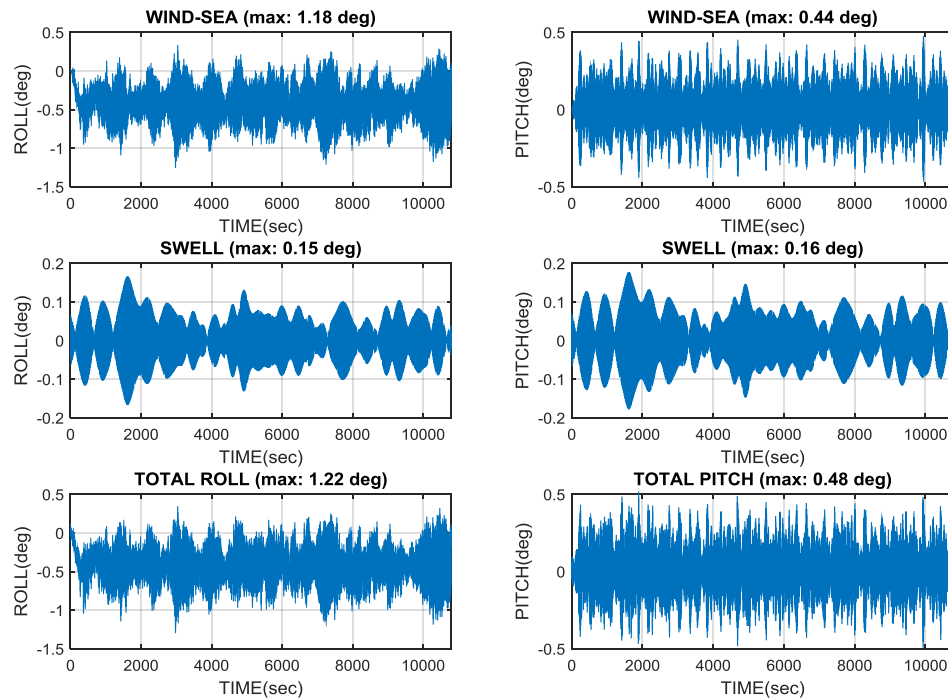 WIND-SEA (max: 1.18 deg)
0.5
0
-0.5
-1
-1.5
ROLL(deg)
0 2000 4000 6000 8000 10000
TIME(sec)
WIND-SEA (max: 0.44 deg)
0.5
0
-0.5
PITCH(deg)
0 2000 4000 6000 8000 10000
TIME(sec)
SWELL (max: 0.15 deg)
0.2
0.1
0
-0.1
-0.2
ROLL(deg)
0 2000 4000 6000 8000 10000
TIME(sec)
SWELL (max: 0.16 deg)
0.2
0.1
0
-0.1
-0.2
PITCH(deg)
0 2000 4000 6000 8000 10000
TIME(sec)
TOTAL ROLL (max: 1.22 deg)
0.5
0
-0.5
-1
-1.5
ROLL(deg)
0 2000 4000 6000 8000 10000
TIME(sec)
TOTAL PITCH (max: 0.48 deg)
0.5
0
-0.5
PITCH(deg)
0 2000 4000 6000 8000 10000
TIME(sec)